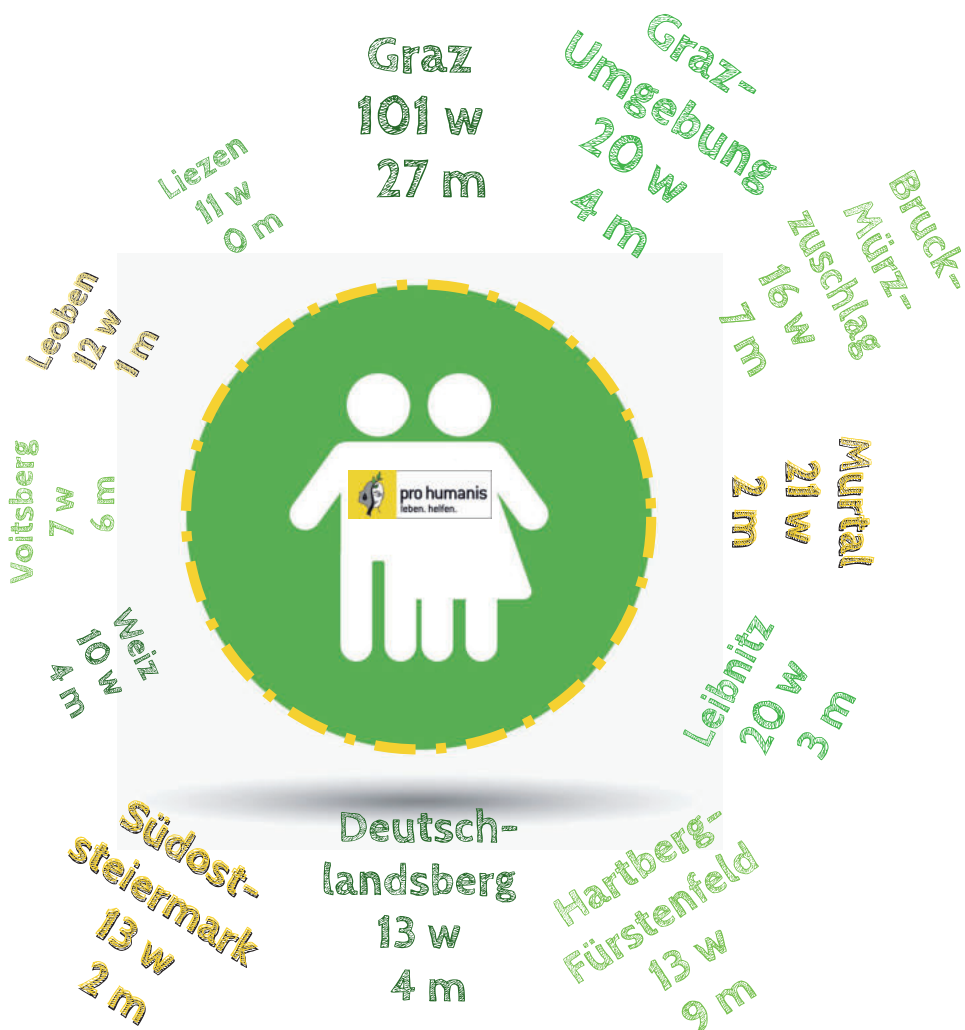 Graz
101 w
27 m
Graz-
Umgebung
20 w
4 m
Bruck-
Mürz-
zuschlag
16 w
7 m
Murtal
21 w
2 m
Leibnitz
20 w
3 m
Hartberg-
Fürstenfeld
13 w
9 m
Deutsch-
landsberg
13 w
4 m
Südost-
steiermark
13 w
2 m
Weiz
10 w
4 m
Voitsberg
7 w
6 m
Leoben
12 w
1 m
Liezen
11 w
0 m
pro humanis
leben. helfen.